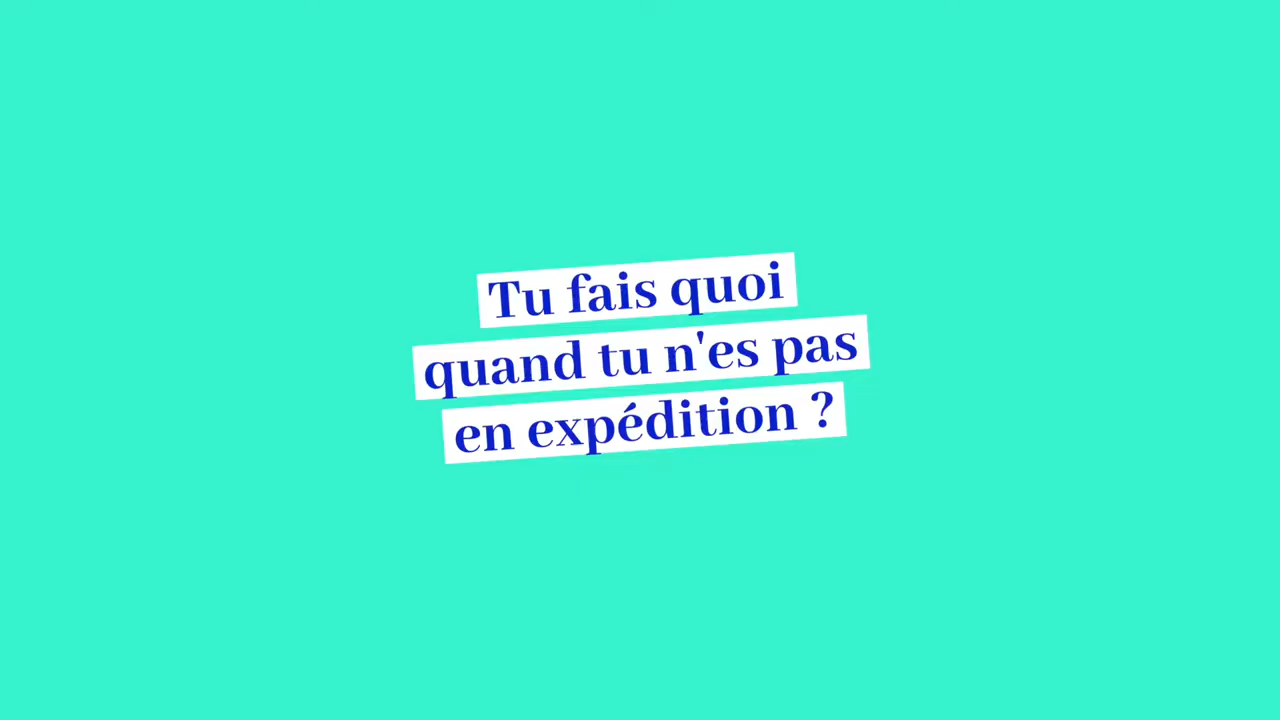 Tu fais quoi
quand tu n'es pas
en expédition ?